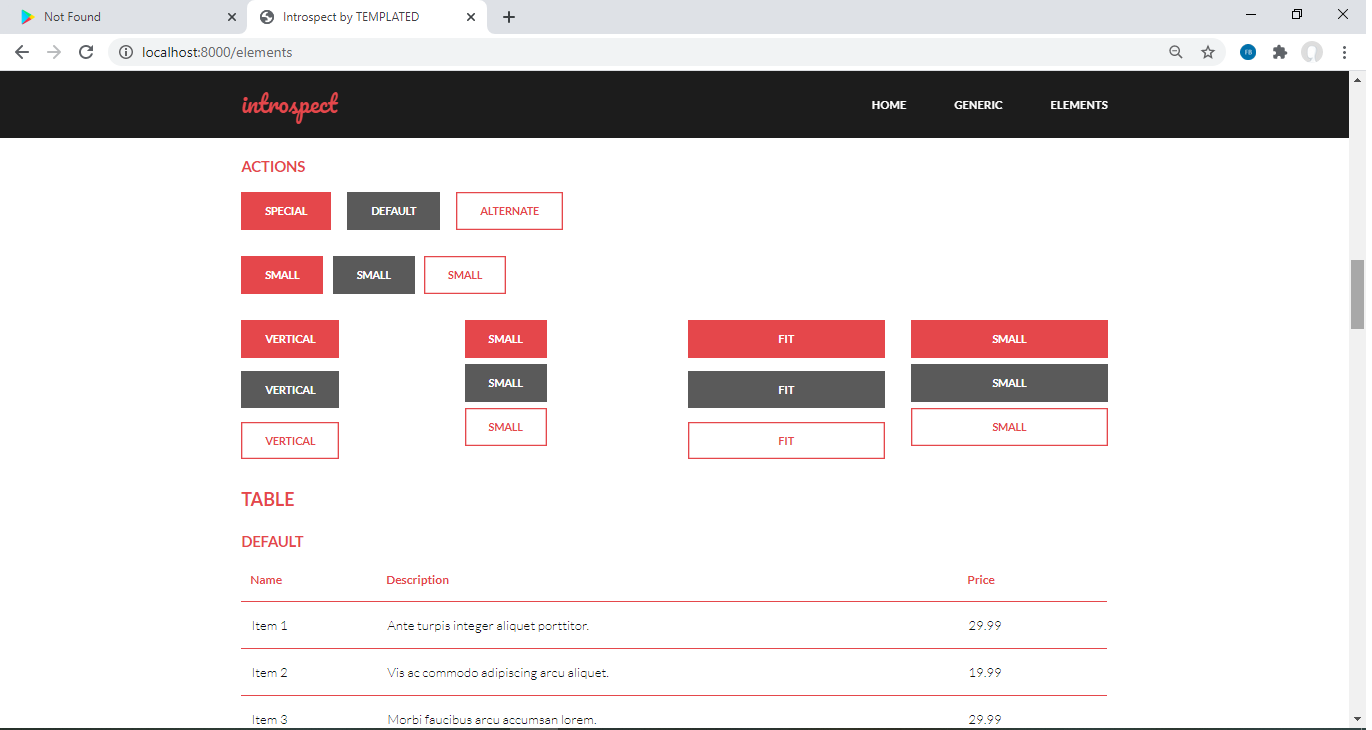 Not Found
Introspect by TEMPLATED
localhost:8000/elements
introspect
HOME GENERIC ELEMENTS
ACTIONS
SPECIAL DEFAULT ALTERNATE
SMALL SMALL SMALL
VERTICAL SMALL FIT SMALL
VERTICAL SMALL FIT SMALL
VERTICAL SMALL FIT SMALL
TABLE
DEFAULT
Name Description Price
Item 1 Ante turpis integer aliquet porttitor. 29.99
Item 2 Vis ac commodo adipiscing arcu aliquet. 19.99
Item 3 Morbi faucibus arcu accumsan lorem. 29.99